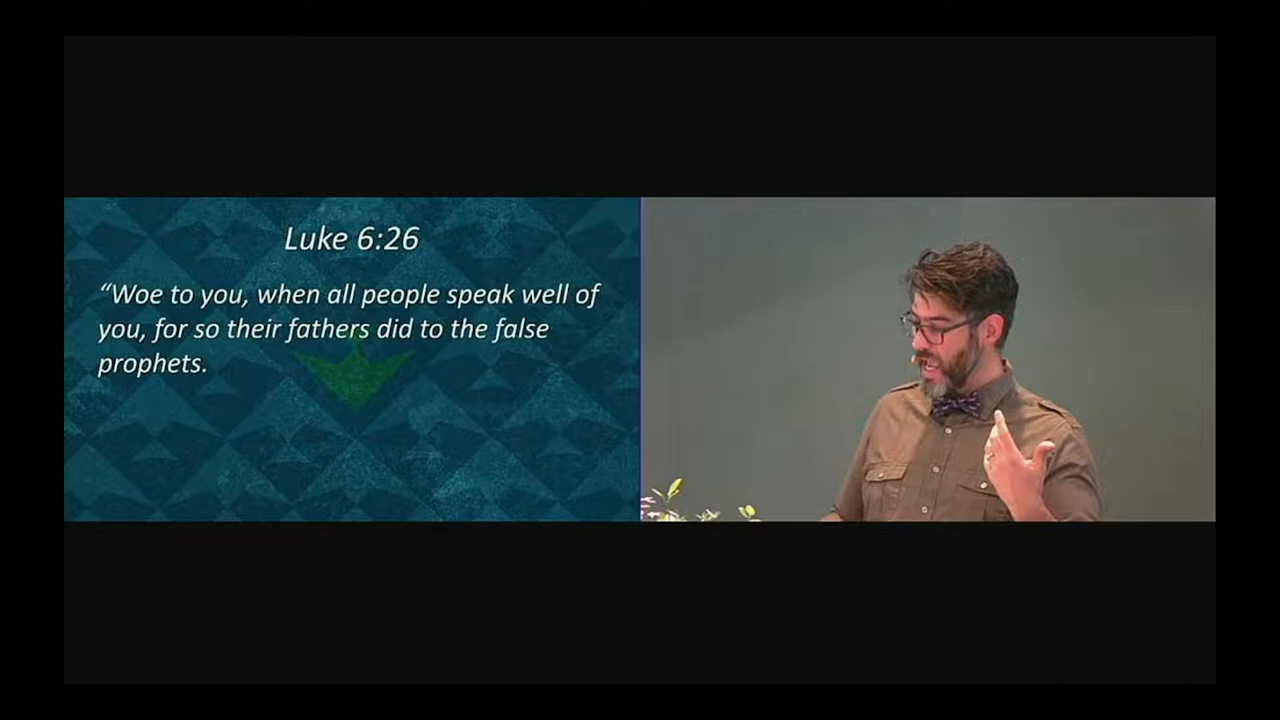 Luke 6:26
“Woe to you, when all people speak well of
you, for so their fathers did to the false
prophets.